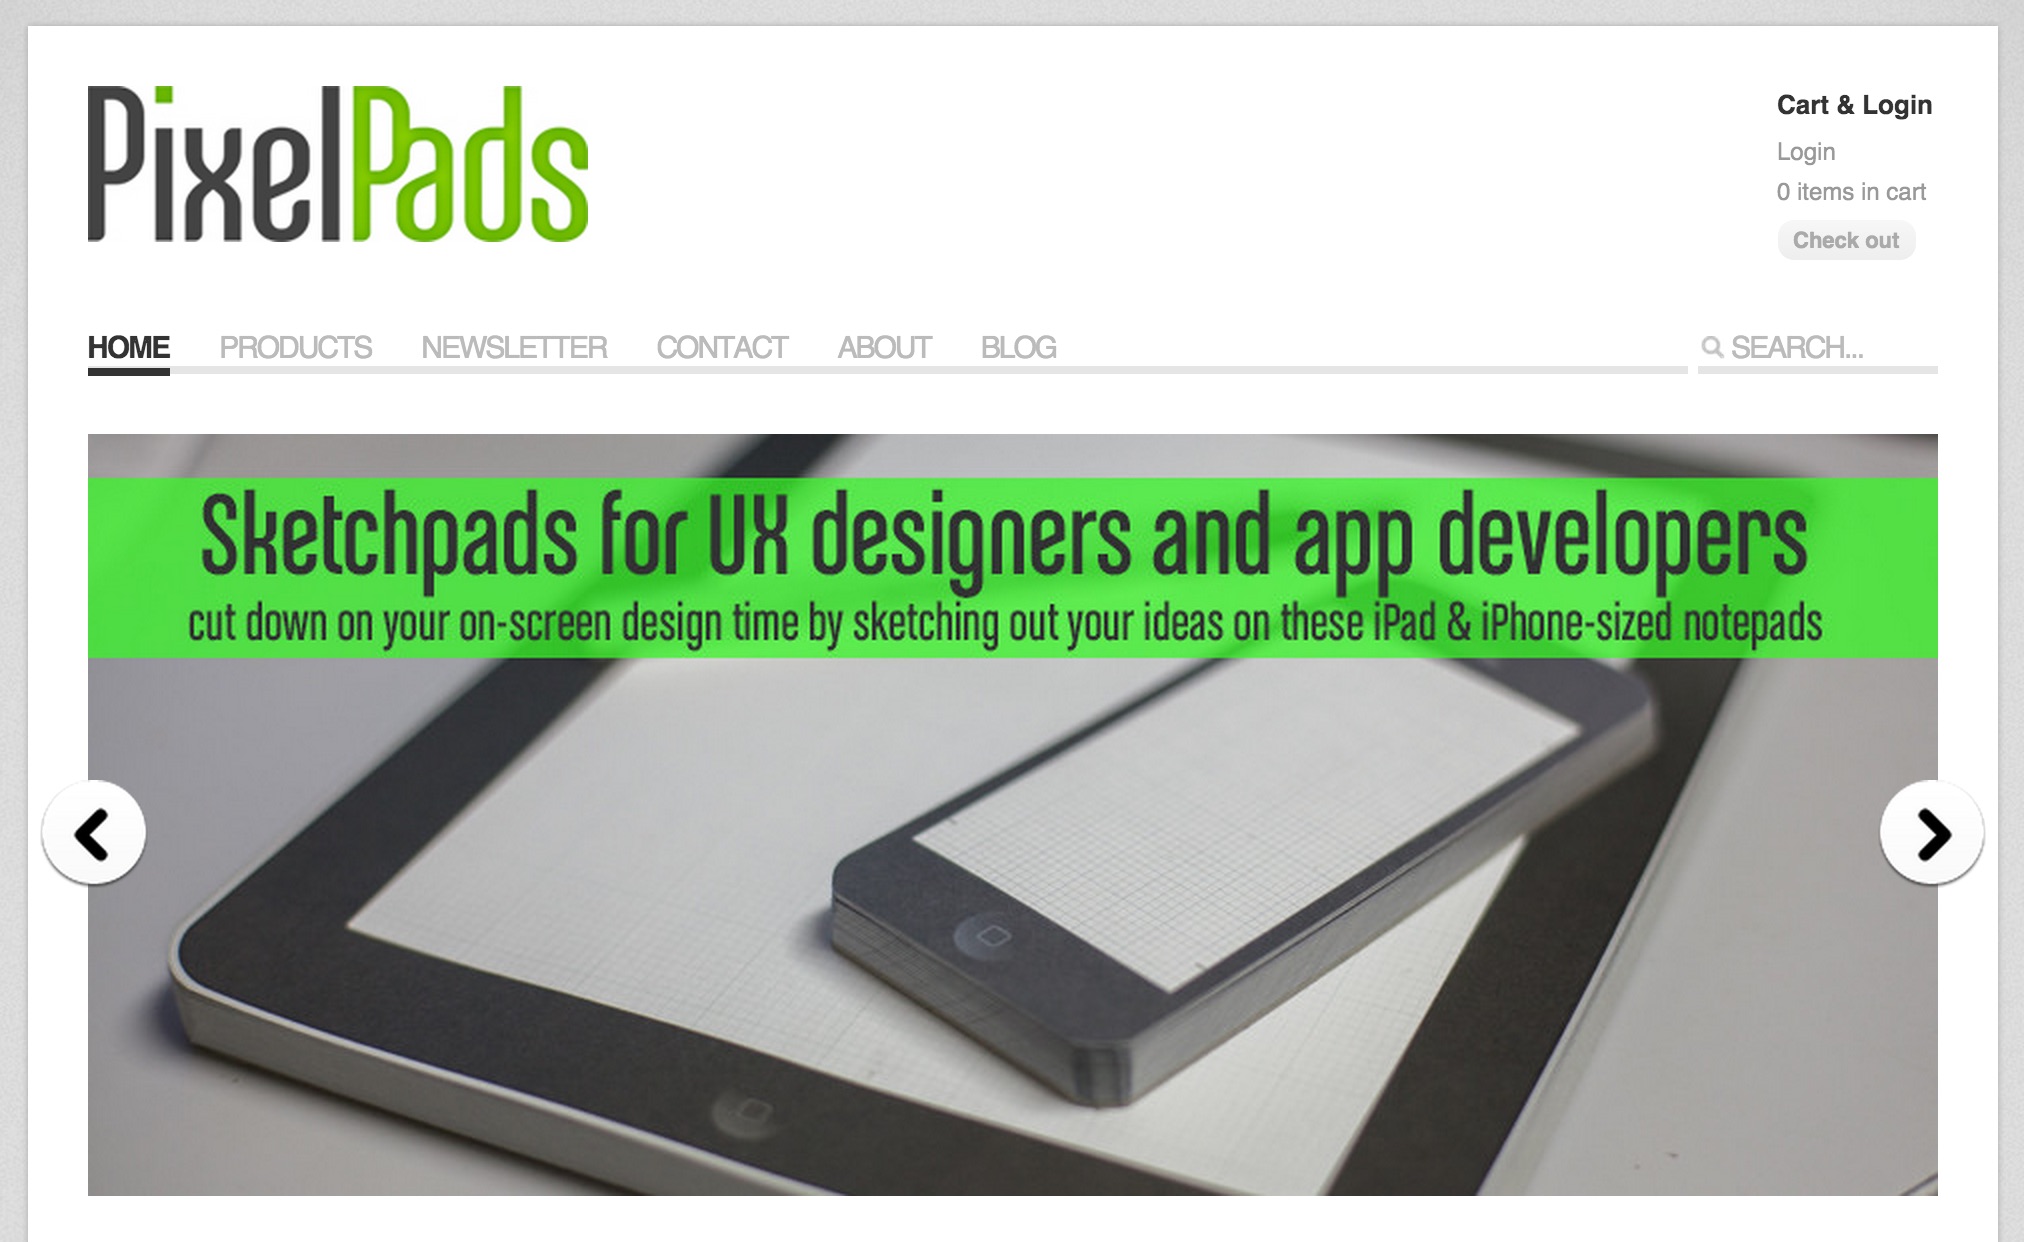 PixelPads
Cart & Login
Login
0 items in cart
Check out
HOME PRODUCTS NEWSLETTER CONTACT ABOUT BLOG SEARCH...
Sketchpads for UX designers and app developers
cut down on your on-screen design time by sketching out your ideas on these iPad & iPhone-sized notepads